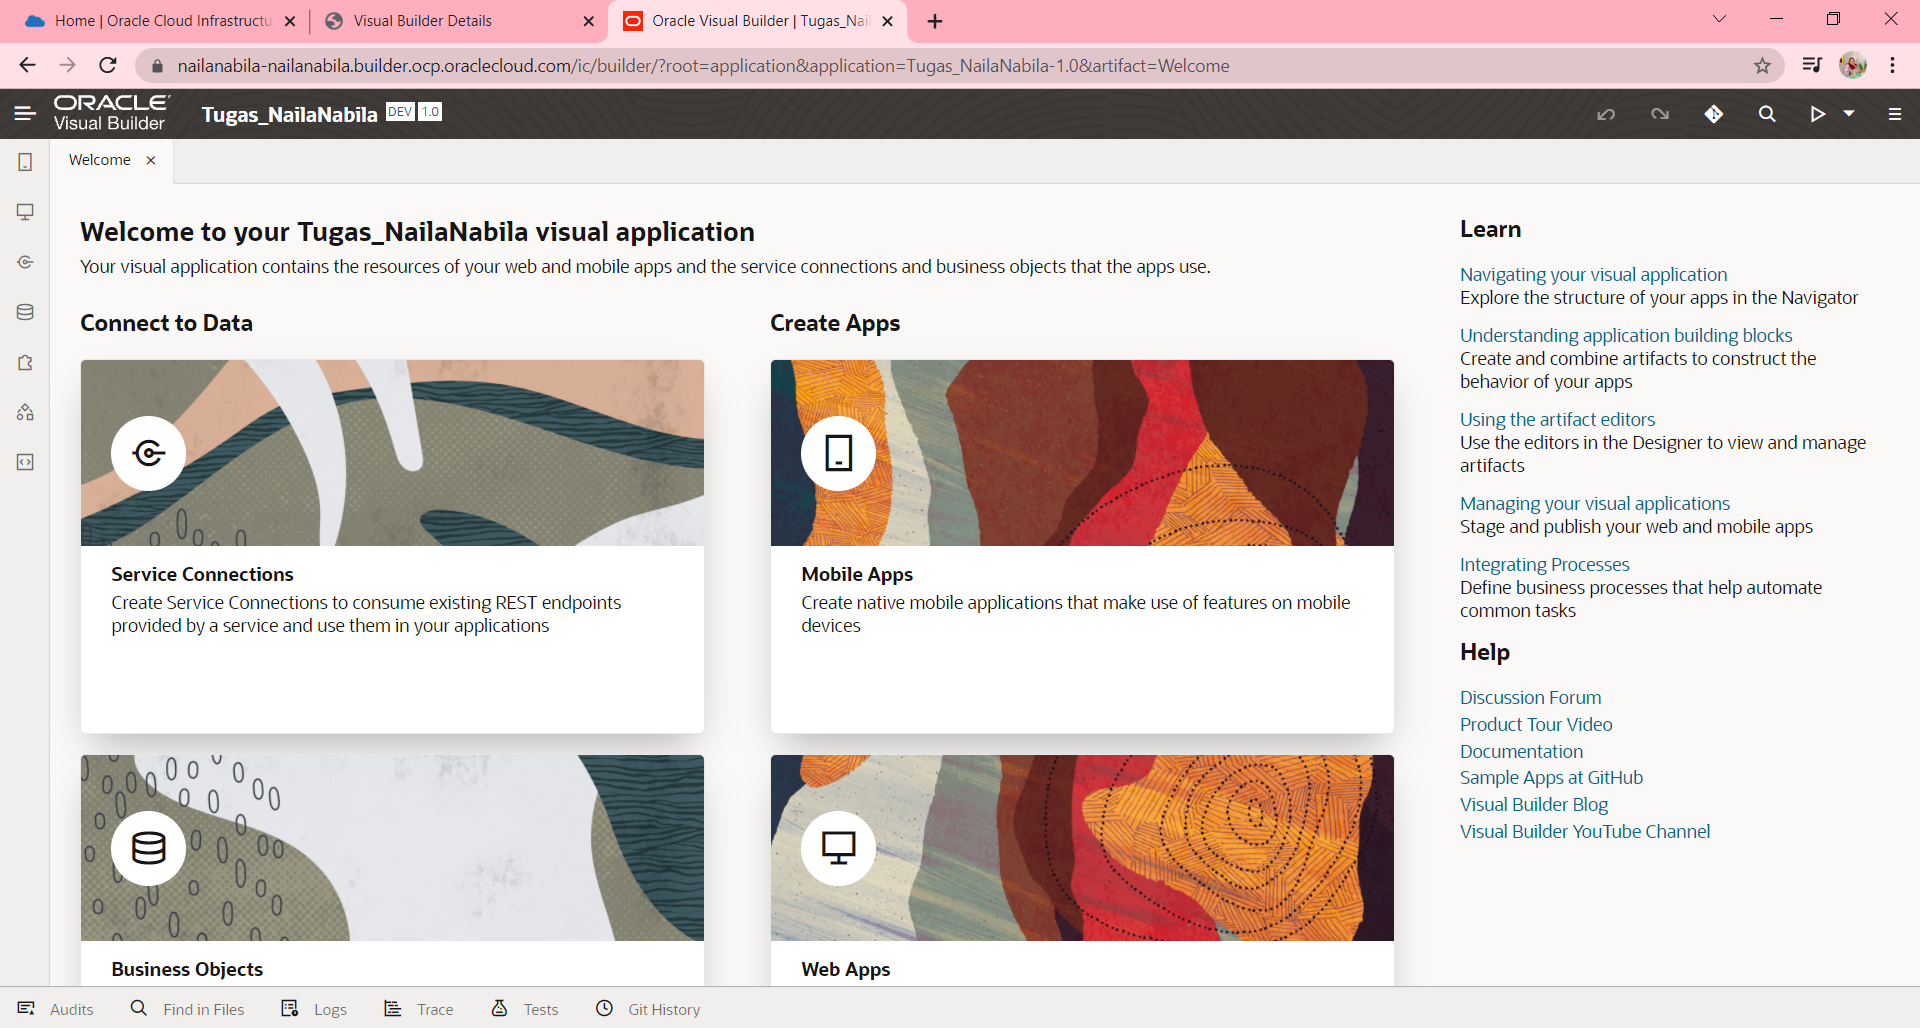 Home | Oracle Cloud Infrastructu
Visual Builder Details
Oracle Visual Builder | Tugas_Nail
nailanabila-nailanabila.builder.ocp.oraclecloud.com/ic/builder/?root=application&application=Tugas_NailaNabila-1.0&artifact=Welcome
ORACLE
Visual Builder
Tugas_NailaNabila DEV 1.0
Welcome
Welcome to your Tugas_NailaNabila visual application
Your visual application contains the resources of your web and mobile apps and the service connections and business objects that the apps use.
Connect to Data
Service Connections
Create Service Connections to consume existing REST endpoints
provided by a service and use them in your applications
Business Objects
Create Apps
Mobile Apps
Create native mobile applications that make use of features on mobile
devices
Web Apps
Learn
Navigating your visual application
Explore the structure of your apps in the Navigator
Understanding application building blocks
Create and combine artifacts to construct the
behavior of your apps
Using the artifact editors
Use the editors in the Designer to view and manage
artifacts
Managing your visual applications
Stage and publish your web and mobile apps
Integrating Processes
Define business processes that help automate
common tasks
Help
Discussion Forum
Product Tour Video
Documentation
Sample Apps at GitHub
Visual Builder Blog
Visual Builder YouTube Channel
Audits
Find in Files
Logs
Trace
Tests
Git History